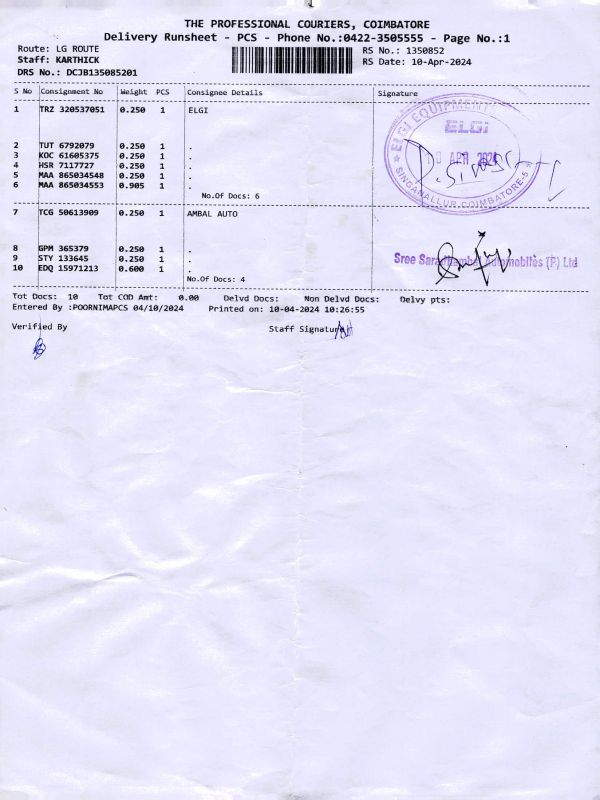 THE PROFESSIONAL COURIERS, COIMBATORE
Delivery Runsheet - PCS - Phone No.:0422-3505555 - Page No.:1
Route: LG ROUTE
RS No.: 1350852
Staff: KARTHICK
RS Date: 10-Apr-2024
DRS No.: DCJB135085201
S No Consignment No Weight PCS Consignee Details Signature
1 TRZ 320537051 0.250 1 ELGI
2 TUT 6792079 0.250 1 .
3 KOC 61605375 0.250 1 .
4 HSR 7117727 0.250 1 .
5 MAA 865034548 0.250 1 .
6 MAA 865034553 0.905 1 .
No.Of Docs: 6
ELGI EQUIPMENT
ELGI
10 APR 2024
SINGANALLUR, COIMBATORE-5
7 TCG 50613909 0.250 1 AMBAL AUTO
8 GPM 365379 0.250 1 .
9 STY 133645 0.250 1 .
10 EDQ 15971213 0.600 1 .
No.Of Docs: 4
Sree Saradhambal Automobiles (P) Ltd
Tot Docs: 10 Tot COD Amt: 0.00 Delvd Docs: Non Delvd Docs: Delvy pts:
Entered By :POORNIMAPCS 04/10/2024 Printed on: 10-04-2024 10:26:55
Verified By Staff Signature